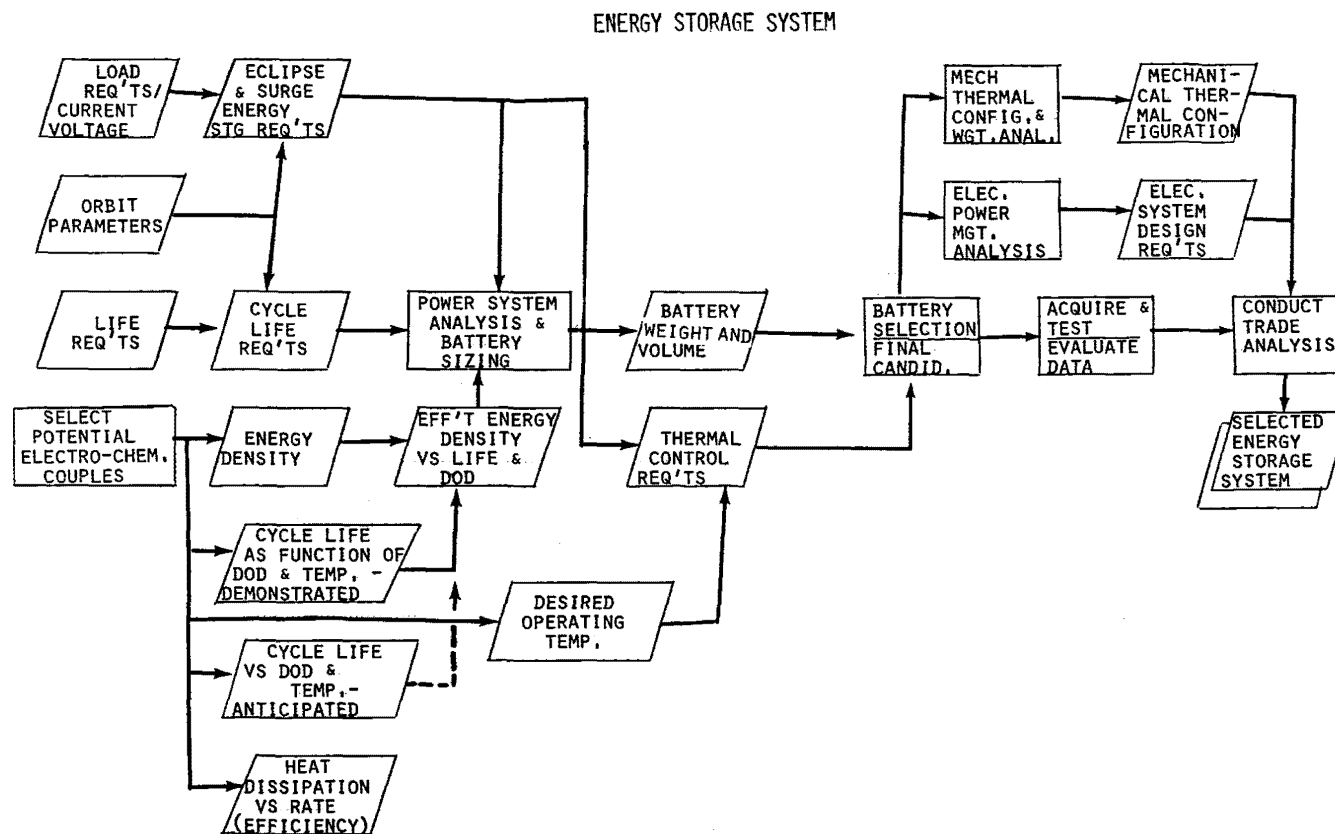 ENERGY STORAGE SYSTEM
LOAD
REQ'TS/
CURRENT
VOLTAGE
ECLIPSE
& SURGE
ENERGY
STG REQ'TS
MECH
THERMAL
CONFIG.&
WGT.ANAL.
MECHANI-
CAL THER-
MAL CON-
FIGURATION
ORBIT
PARAMETERS
ELEC.
POWER
MGT.
ANALYSIS
ELEC.
SYSTEM
DESIGN
REQ'TS
LIFE
REQ'TS
CYCLE
LIFE
REQ'TS
POWER SYSTEM
ANALYSIS &
BATTERY
SIZING
BATTERY
WEIGHT AND
VOLUME
BATTERY
SELECTION
FINAL
CANDID.
ACQUIRE &
TEST
EVALUATE
DATA
CONDUCT
TRADE
ANALYSIS
SELECT
POTENTIAL
ELECTRO-CHEM.
COUPLES
ENERGY
DENSITY
EFF'T ENERGY
DENSITY
VS LIFE &
DOD
THERMAL
CONTROL
REQ'TS
SELECTED
ENERGY
STORAGE
SYSTEM
CYCLE LIFE
AS FUNCTION OF
DOD & TEMP. -
DEMONSTRATED
DESIRED
OPERATING
TEMP.
CYCLE LIFE
VS DOD &
TEMP.-
ANTICIPATED
HEAT
DISSIPATION
VS RATE
(EFFICIENCY)